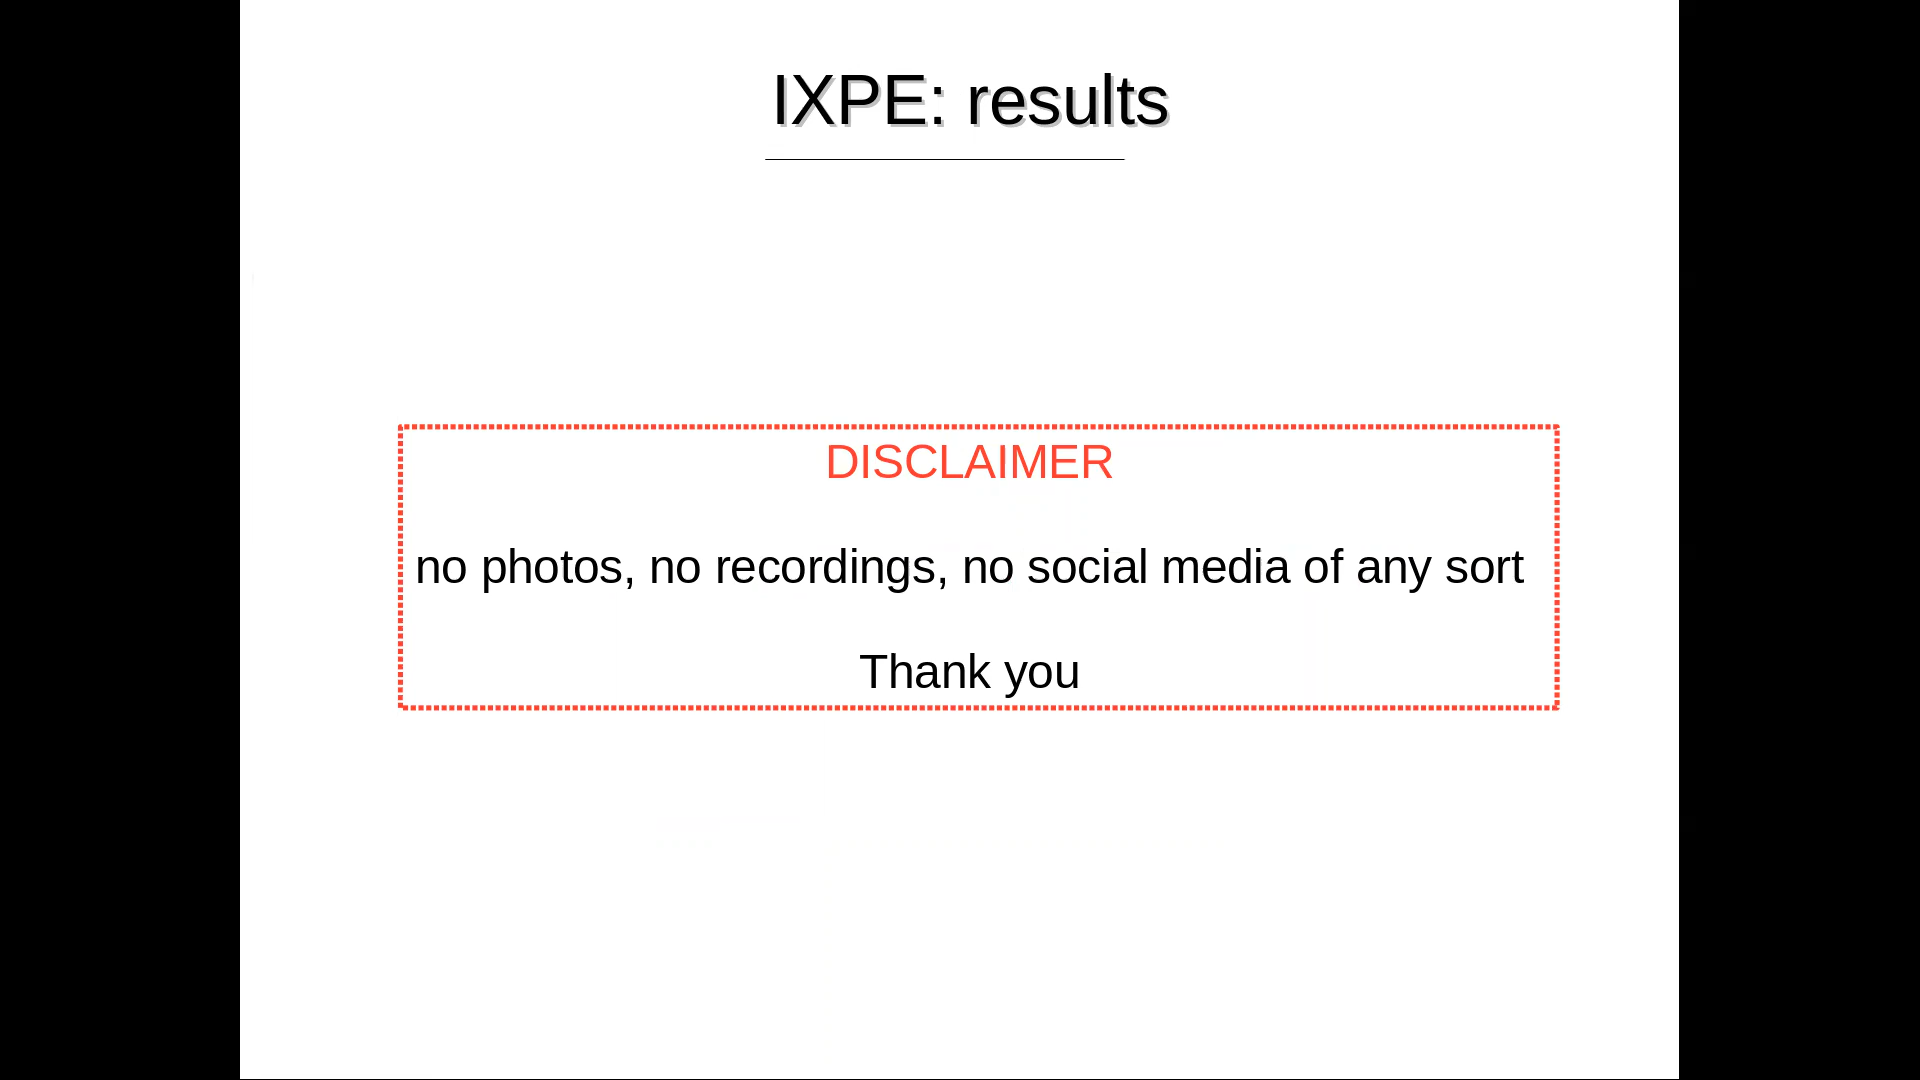 IXPE: results
DISCLAIMER
no photos, no recordings, no social media of any sort
Thank you